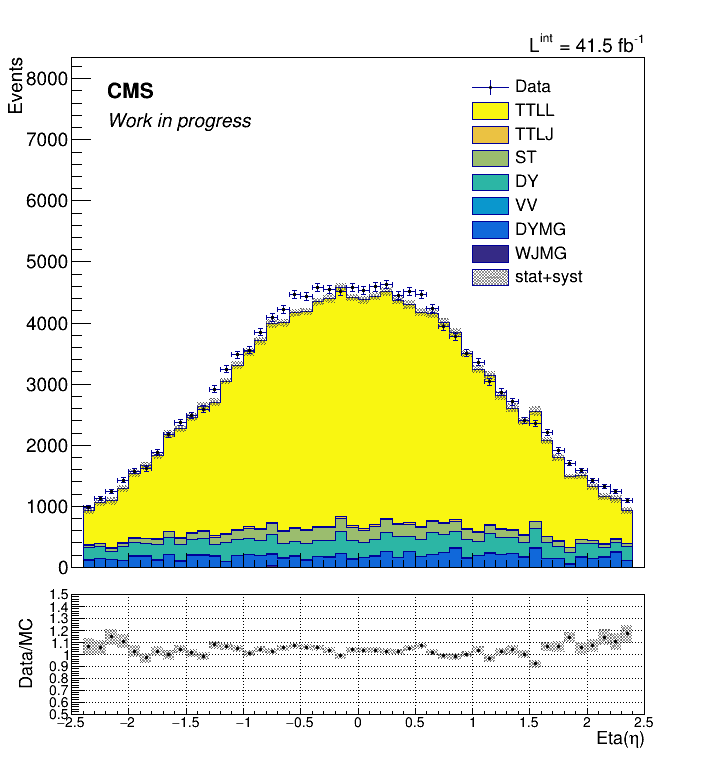 L^int = 41.5 fb^-1
Events
8000
7000
6000
5000
4000
3000
2000
1000
0
CMS
Work in progress
Data
TTLL
TTLJ
ST
DY
VV
DYMG
WJMG
stat+syst
Data/MC
1.5
1.4
1.3
1.2
1.1
1
0.9
0.8
0.7
0.6
0.5
−2.5 −2 −1.5 −1 −0.5 0 0.5 1 1.5 2 2.5
Eta(η)